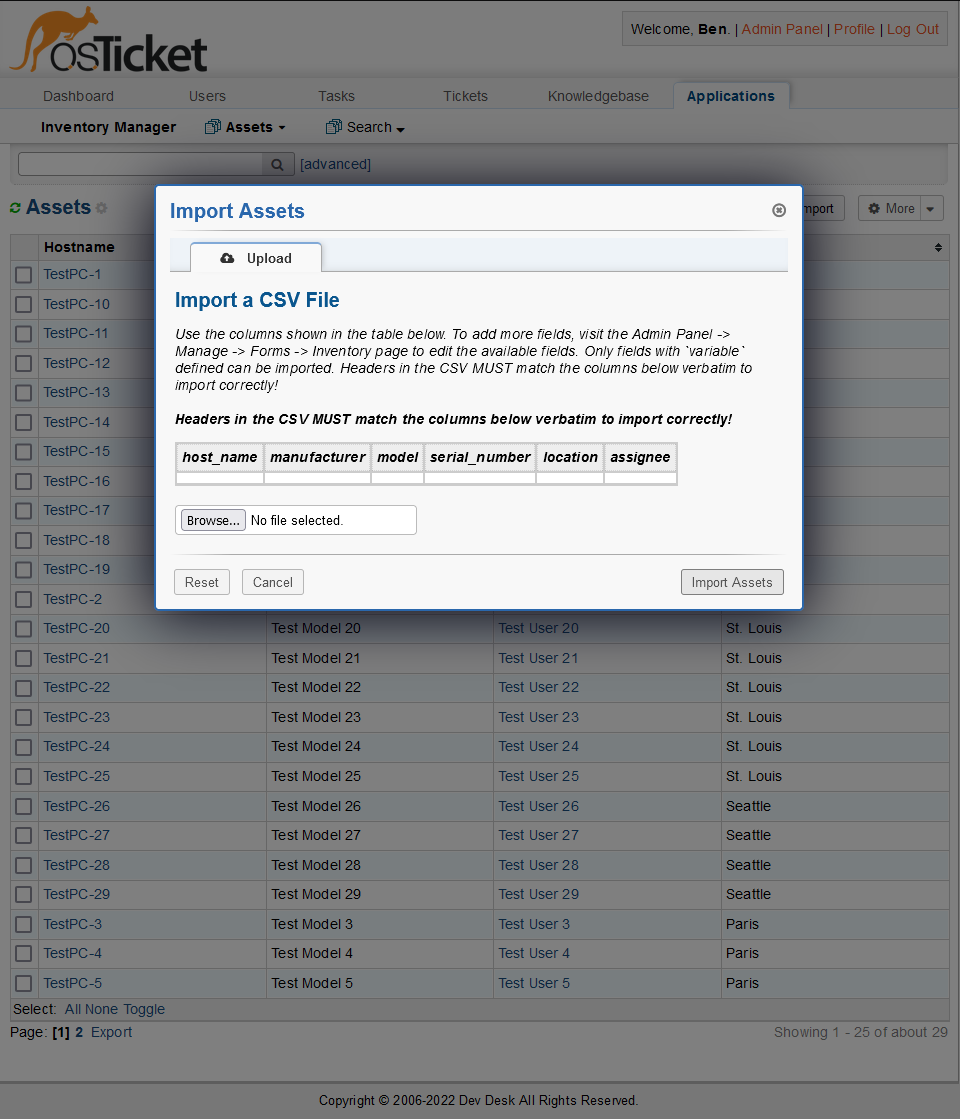 osTicket
Welcome, Ben. | Admin Panel | Profile | Log Out
Dashboard Users Tasks Tickets Knowledgebase Applications
Inventory Manager Assets Search
[advanced]
Assets
More
Hostname
Import Assets
Upload
Import a CSV File
Use the columns shown in the table below. To add more fields, visit the Admin Panel ->
Manage -> Forms -> Inventory page to edit the available fields. Only fields with `variable`
defined can be imported. Headers in the CSV MUST match the columns below verbatim to
import correctly!
Headers in the CSV MUST match the columns below verbatim to import correctly!
host_name manufacturer model serial_number location assignee
Browse... No file selected.
Reset Cancel Import Assets
TestPC-1
TestPC-10
TestPC-11
TestPC-12
TestPC-13
TestPC-14
TestPC-15
TestPC-16
TestPC-17
TestPC-18
TestPC-19
TestPC-2
TestPC-20 Test Model 20 Test User 20 St. Louis
TestPC-21 Test Model 21 Test User 21 St. Louis
TestPC-22 Test Model 22 Test User 22 St. Louis
TestPC-23 Test Model 23 Test User 23 St. Louis
TestPC-24 Test Model 24 Test User 24 St. Louis
TestPC-25 Test Model 25 Test User 25 St. Louis
TestPC-26 Test Model 26 Test User 26 Seattle
TestPC-27 Test Model 27 Test User 27 Seattle
TestPC-28 Test Model 28 Test User 28 Seattle
TestPC-29 Test Model 29 Test User 29 Seattle
TestPC-3 Test Model 3 Test User 3 Paris
TestPC-4 Test Model 4 Test User 4 Paris
TestPC-5 Test Model 5 Test User 5 Paris
Select: All None Toggle
Page: [1] 2 Export Showing 1 - 25 of about 29
Copyright © 2006-2022 Dev Desk All Rights Reserved.